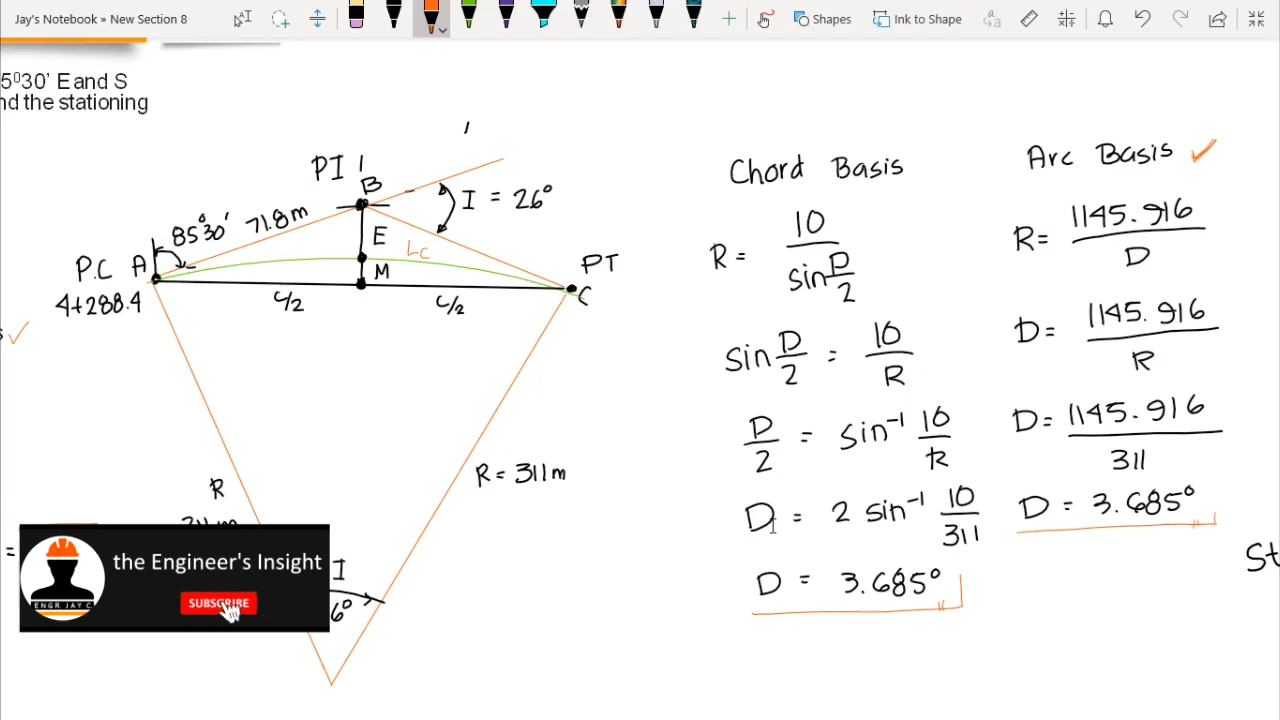 Jay's Notebook » New Section 8
Shapes
Ink to Shape
5⁰30’ E and S
nd the stationing
PI
B
I = 26°
85°30' 71.8 m
E
Lc
P.C A
M
PT
C
4+288.4
C/2
C/2
R = 311 m
R
I
6°
=
the Engineer's Insight
SUBSCRIBE
ENGR. JAY C.
Chord Basis
R = 10 / sin D/2
sin D/2 = 10/R
D/2 = sin⁻¹ 10/R
D = 2 sin⁻¹ 10/311
D = 3.685°
Arc Basis ✓
R = 1145.916/D
D = 1145.916/R
D = 1145.916/311
D = 3.685°
St